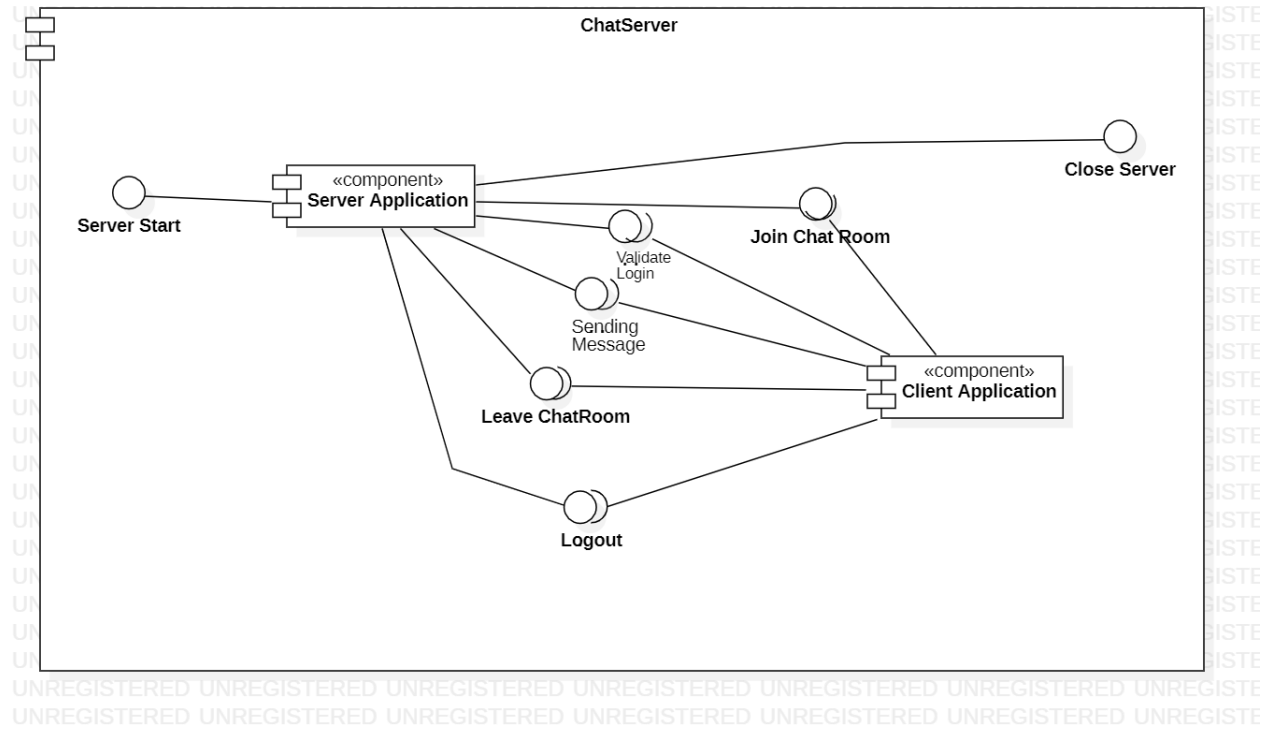 ChatServer
Close Server
«component»
Server Application
Server Start
Join Chat Room
Validate
Login
Sending
Message
«component»
Client Application
Leave ChatRoom
Logout
UNREGISTERED UNREGISTERED UNREGISTERED UNREGISTERED UNREGISTERED UNREGISTERED UNREGISTE
UNREGISTERED UNREGISTERED UNREGISTERED UNREGISTERED UNREGISTERED UNREGISTERED UNREGISTE